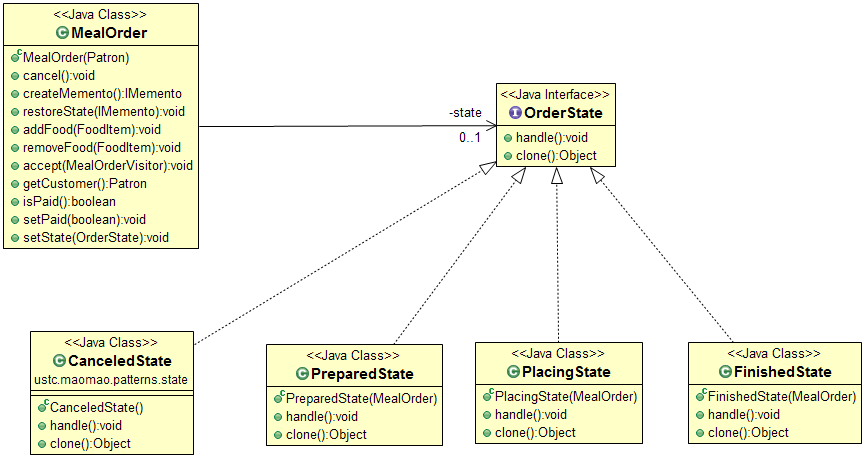 <<Java Class>>
MealOrder
MealOrder(Patron)
cancel():void
createMemento():IMemento
restoreState(IMemento):void
addFood(FoodItem):void
removeFood(FoodItem):void
accept(MealOrderVisitor):void
getCustomer():Patron
isPaid():boolean
setPaid(boolean):void
setState(OrderState):void
-state
0..1
<<Java Interface>>
OrderState
handle():void
clone():Object
<<Java Class>>
CanceledState
ustc.maomao.patterns.state
CanceledState()
handle():void
clone():Object
<<Java Class>>
PreparedState
PreparedState(MealOrder)
handle():void
clone():Object
<<Java Class>>
PlacingState
PlacingState(MealOrder)
handle():void
clone():Object
<<Java Class>>
FinishedState
FinishedState(MealOrder)
handle():void
clone():Object